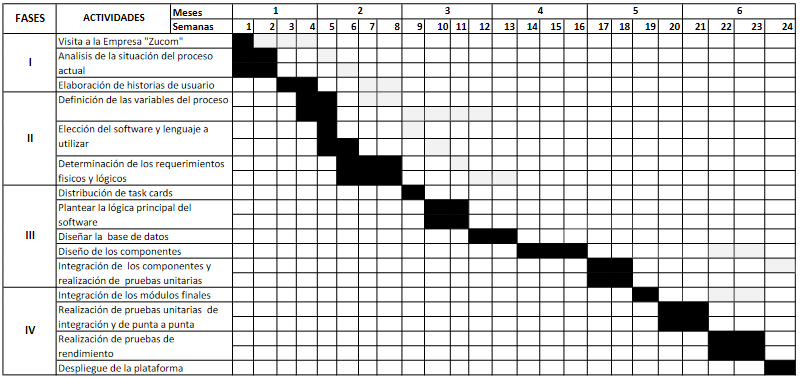 FASES ACTIVIDADES Meses 1 2 3 4 5 6
Semanas 1 2 3 4 5 6 7 8 9 10 11 12 13 14 15 16 17 18 19 20 21 22 23 24
I
Visita a la Empresa "Zucom"
Analisis de la situación del proceso
actual
Elaboración de historias de usuario
II
Definición de las variables del proceso
Elección del software y lenguaje a
utilizar
Determinación de los requerimientos
fisicos y lógicos
III
Distribución de task cards
Plantear la lógica principal del
software
Diseñar la base de datos
Diseño de los componentes
Integración de los componentes y
realización de pruebas unitarias
IV
Integración de los módulos finales
Realización de pruebas unitarias de
integración y de punta a punta
Realización de pruebas de
rendimiento
Despliegue de la plataforma